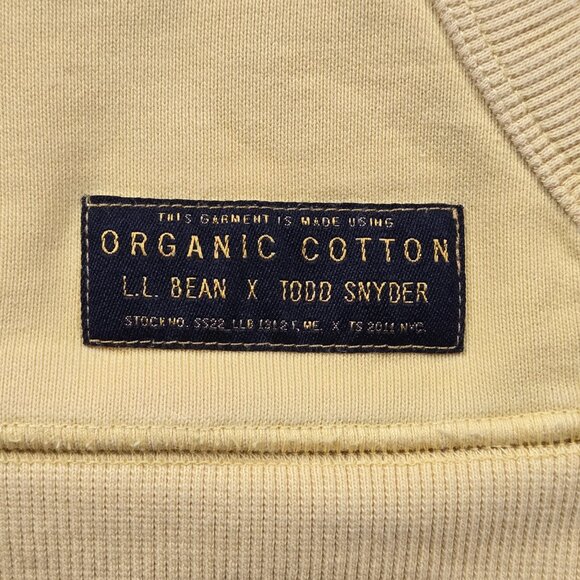 THIS GARMENT IS MADE USING
ORGANIC COTTON
L.L. BEAN X TODD SNYDER
STOCK NO. SS22_LLB 1912 F, ME. X TS 2011 NYC.